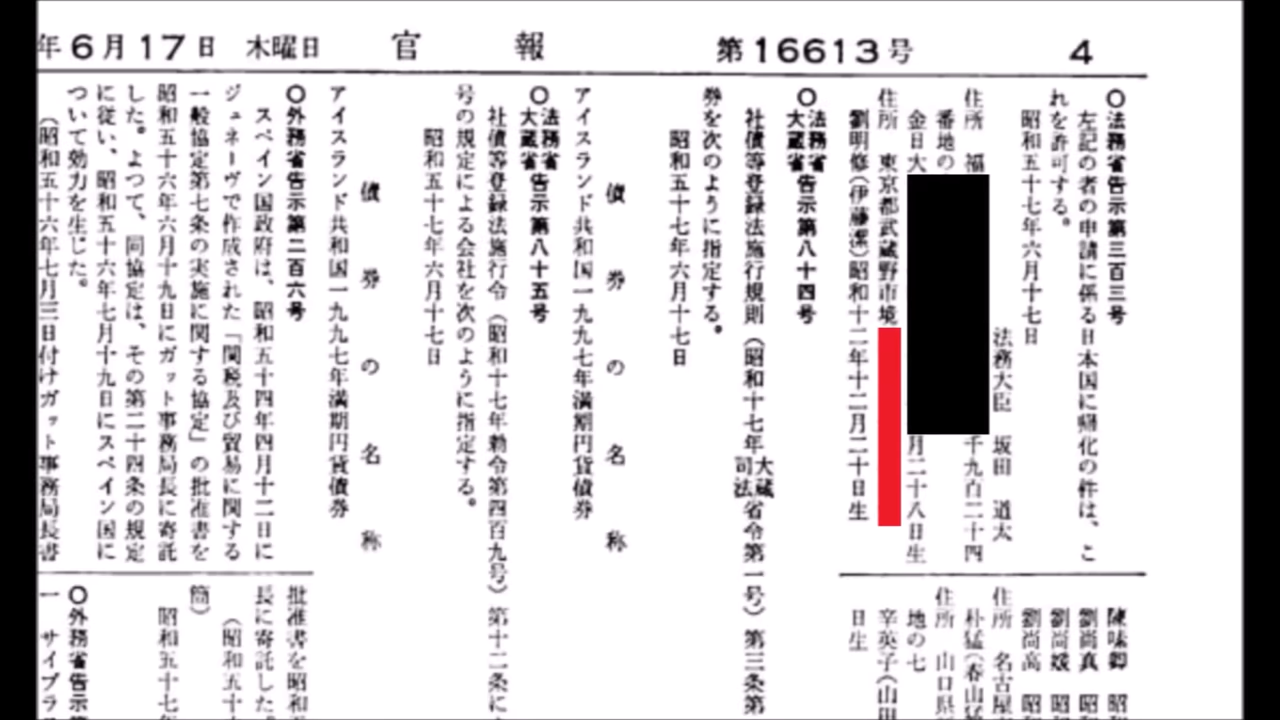 年6月17日 木曜日 官報 第16613号 4
〇法務省告示第三百三号
左記の者の申請に係る日本国に帰化の件は、こ
れを許可する。
昭和五十七年六月十七日
法務大臣 坂田 道太
住所 福 千九百二十四
番地の
金日大 月二十八日生
住所 東京都武蔵野市境
劉明修(伊藤潔)昭和十二年十二月二十日生
〇法務省大蔵省告示第八十四号
社債等登録法施行規則(昭和十七年大蔵司法省令第一号)第三条第
券を次のように指定する。
昭和五十七年六月十七日
債券の名称
アイスランド共和国一九九七年満期円貨債券
〇法務省大蔵省告示第八十五号
社債等登録法施行令(昭和十七年勅令第四百九号)第十二条に
号の規定による会社を次のように指定する。
昭和五十七年六月十七日
債券の名称
アイスランド共和国一九九七年満期円貨債券
〇外務省告示第二百六号
スペイン国政府は、昭和五十四年四月十二日に
ジュネーヴで作成された「関税及び貿易に関する
一般協定第七条の実施に関する協定」の批准書を
昭和五十六年六月十九日にガット事務局長に寄託
した。よつて、同協定は、その第二十四条の規定
に従い、昭和五十六年七月十九日にスペイン国に
ついて効力を生じた。
(昭和五十六年七月三日付けガット事務局長書
陳味卿 昭
劉尚真 昭
劉尚媛 昭
劉尚高 昭
住所 名古屋
朴猛(春山猛
住所 山口県
地の七
辛英子(山田
日生
批准書を昭和
長に寄託した
(昭和五十
簡)
昭和五十七年
〇外務省告示
一 サイプラ